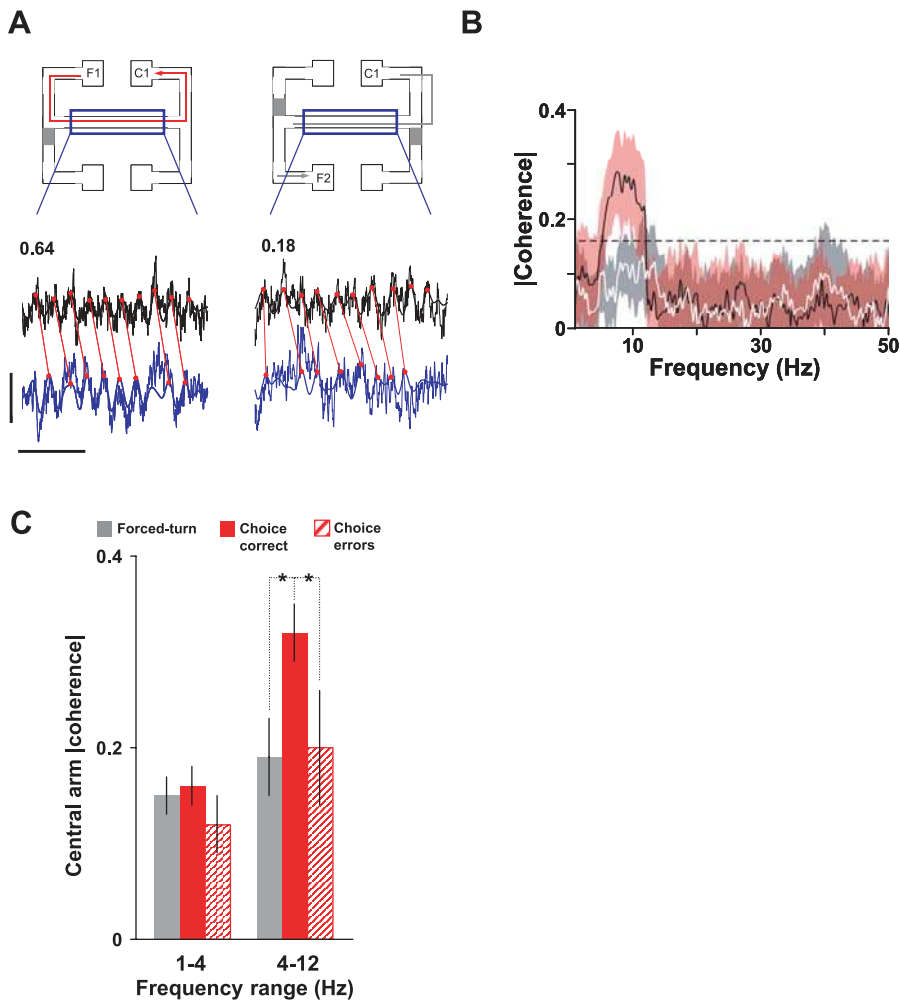 A
F1
C1
C1
F2
0.64
0.18
B
|Coherence|
0.4
0.2
0
10
30
50
Frequency (Hz)
C
Forced-turn
Choice correct
Choice errors
Central arm |coherence|
0.4
0.2
0
* *
1-4
4-12
Frequency range (Hz)